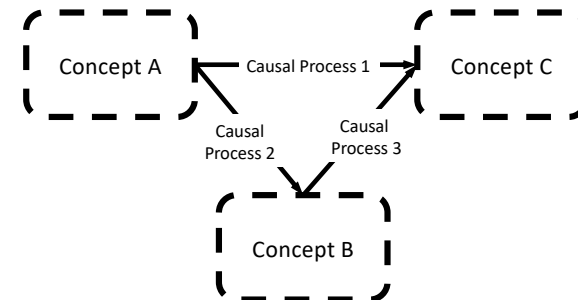 Concept A
Causal Process 1
Concept C
Causal
Process 2
Causal
Process 3
Concept B